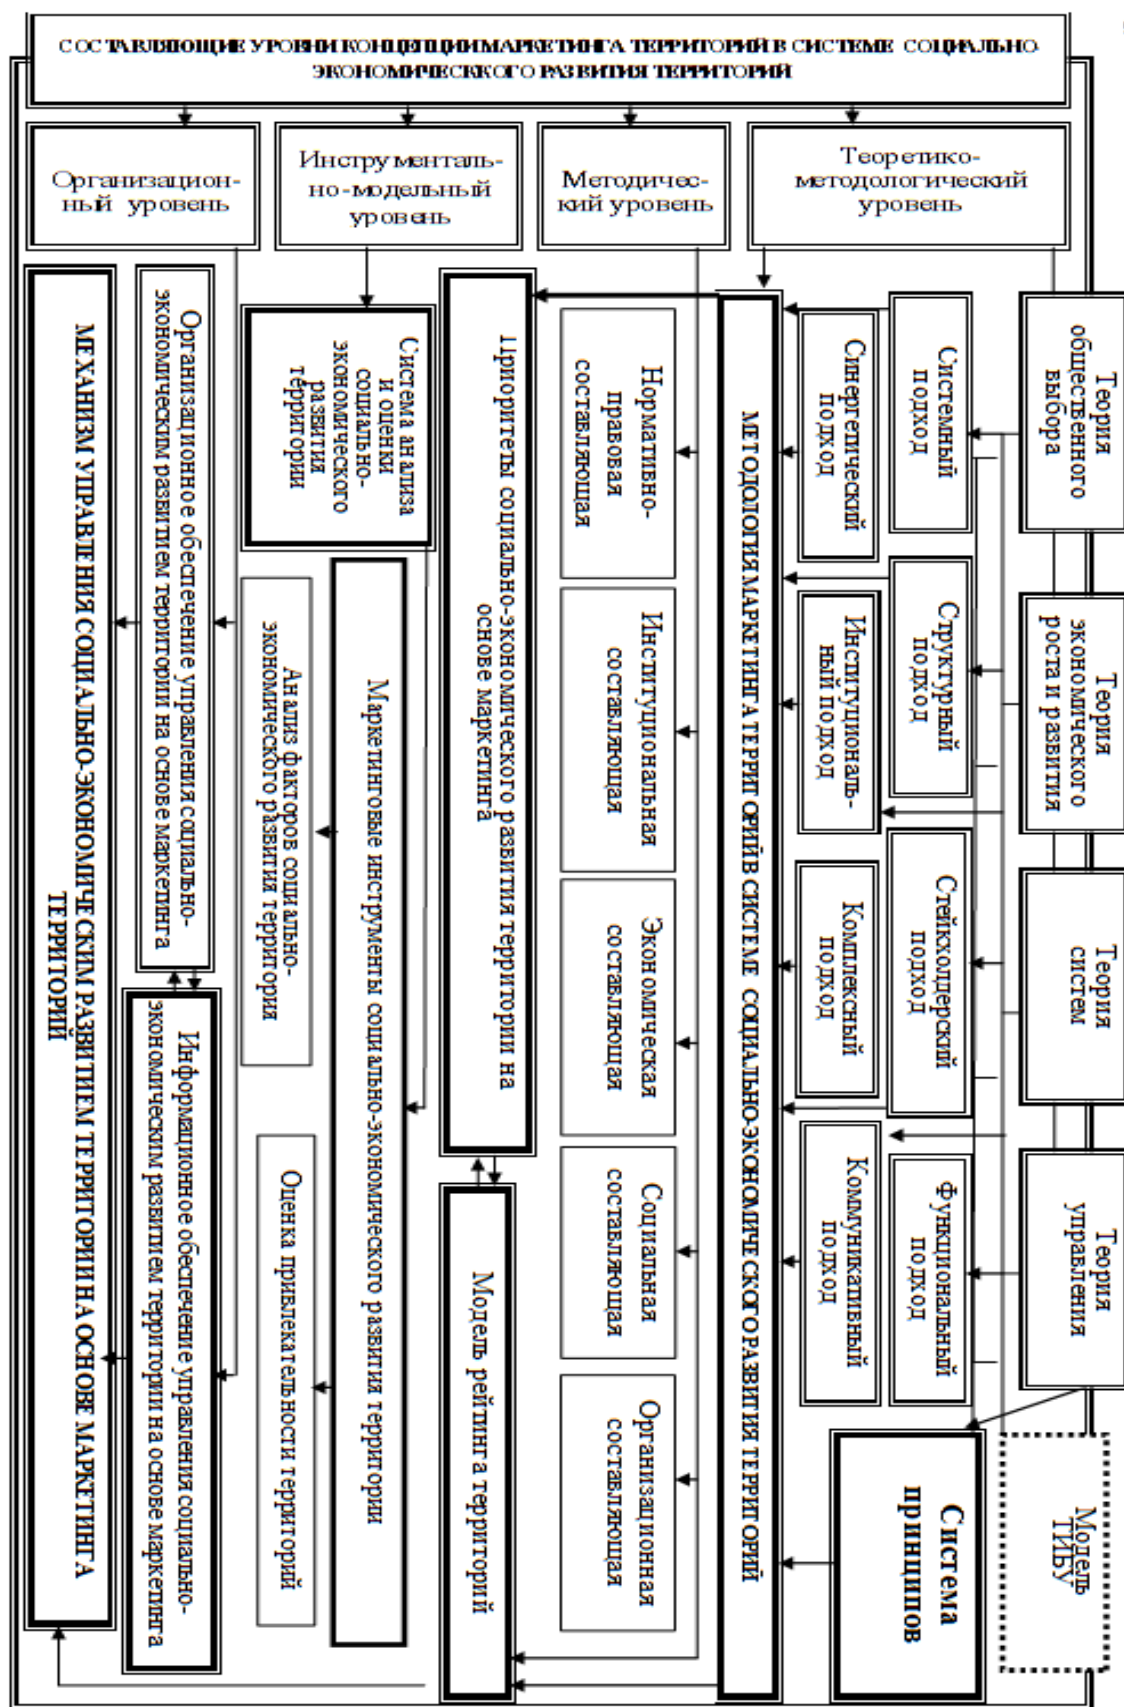 СОСТАВЛЯЮЩИЕ УРОВНИ КОНЦЕПЦИИ МАРКЕТИНГА ТЕРРИТОРИЙ В СИСТЕМЕ СОЦИАЛЬНО-
ЭКОНОМИЧЕСККОГО РАЗВИТИЯ ТЕРРИТОРИЙ
Теоретико-
методологический
уровень
Методичес-
кий уровень
Инструменталь-
но-модельный
уровень
Организацион-
ный уровень
Теория
общественного
выбора
Теория
экономического
роста и развития
Теория
систем
Теория
управления
Модель
ТИБУ
Системный
подход
Структурный
подход
Стейкхолдерский
подход
Функциональный
подход
Система
принципов
Синергетический
подход
Институциональ-
ный подход
Комплексный
подход
Коммуникативный
подход
МЕТОДОЛОГИЯ МАРКЕТИНГА ТЕРРИТОРИЙ В СИСТЕМЕ СОЦИАЛЬНО-ЭКОНОМИЧЕСКОГО РАЗВИТИЯ ТЕРРИТОРИЙ
Нормативно-
правовая
составляющая
Институциональная
составляющая
Экономическая
составляющая
Социальная
составляющая
Организационная
составляющая
Приоритеты социально-экономического развития территории на
основе маркетинга
Модель рейтинга территорий
Система анализа
и оценки
социально-
экономического
развития
территории
Маркетинговые инструменты социально-экономического развития территории
Анализ факторов социально-
экономического развития территория
Оценка привлекательности территорий
Организационное обеспечение управления социально-
экономическим развитием территории на основе маркетинга
Информационное обеспечение управления социально-
экономическим развитием территории на основе маркетинга
МЕХАНИЗМ УПРАВЛЕНИЯ СОЦИАЛЬНО-ЭКОНОМИЧЕСКИМ РАЗВИТИЕМ ТЕРРИТОРИИ НА ОСНОВЕ МАРКЕТИНГА
ТЕРРИТОРИЙ